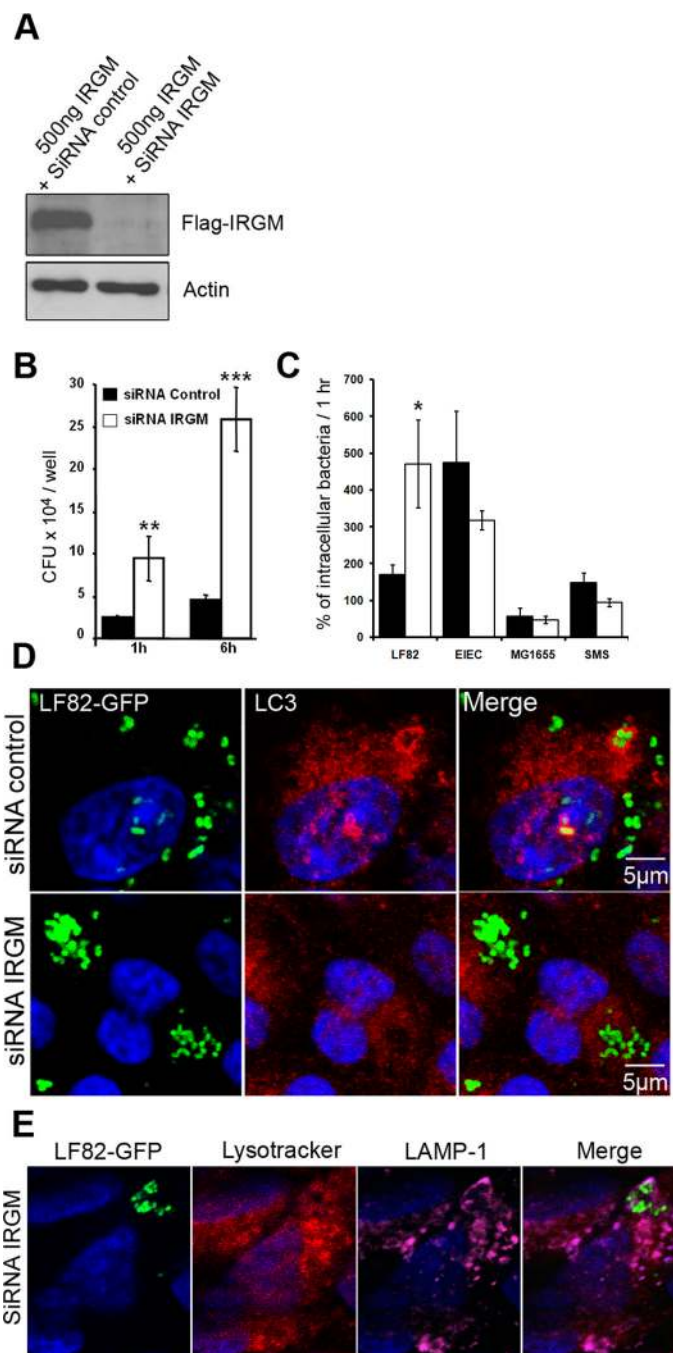 A
500ng IRGM
+ SiRNA control
500ng IRGM
+ SiRNA IRGM
Flag-IRGM
Actin
B
CFU x 10⁴ / well
30
25
20
15
10
5
0
siRNA Control
siRNA IRGM
**
***
1h
6h
C
% of intracellular bacteria / 1 hr
700
600
500
400
300
200
100
0
*
LF82
EIEC
MG1655
SMS
D
LF82-GFP
LC3
Merge
siRNA control
5µm
siRNA IRGM
5µm
E
LF82-GFP
Lysotracker
LAMP-1
Merge
SiRNA IRGM